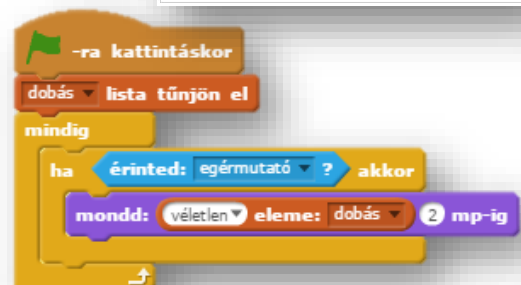 -ra kattintáskor
dobás lista tűnjön el
mindig
ha érinted: egérmutató ? akkor
mondd: véletlen eleme: dobás 2 mp-ig